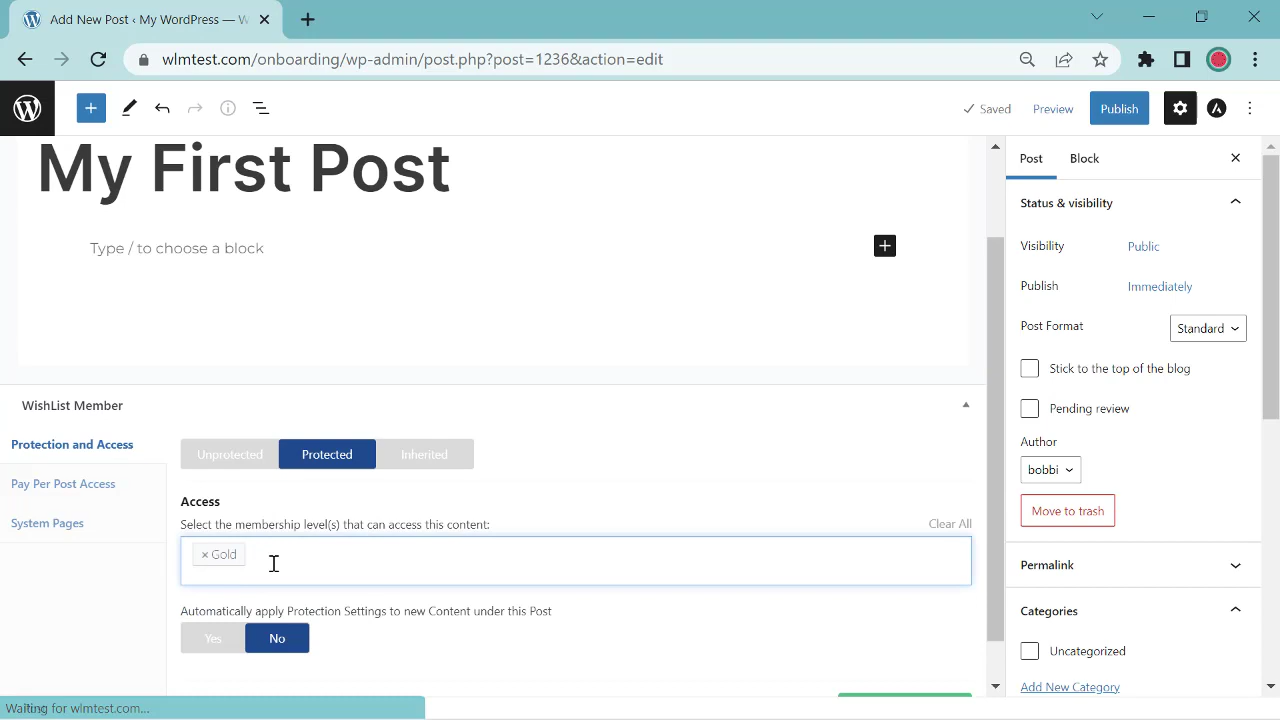 Add New Post ‹ My WordPress — W
wlmtest.com/onboarding/wp-admin/post.php?post=1236&action=edit
Saved
Preview
Publish
My First Post
Type / to choose a block
WishList Member
Protection and Access
Pay Per Post Access
System Pages
Unprotected
Protected
Inherited
Access
Select the membership level(s) that can access this content:
Clear All
× Gold
Automatically apply Protection Settings to new Content under this Post
Yes
No
Post
Block
Status & visibility
Visibility
Public
Publish
Immediately
Post Format
Standard
Stick to the top of the blog
Pending review
Author
bobbi
Move to trash
Permalink
Categories
Uncategorized
Add New Category
Waiting for wlmtest.com...